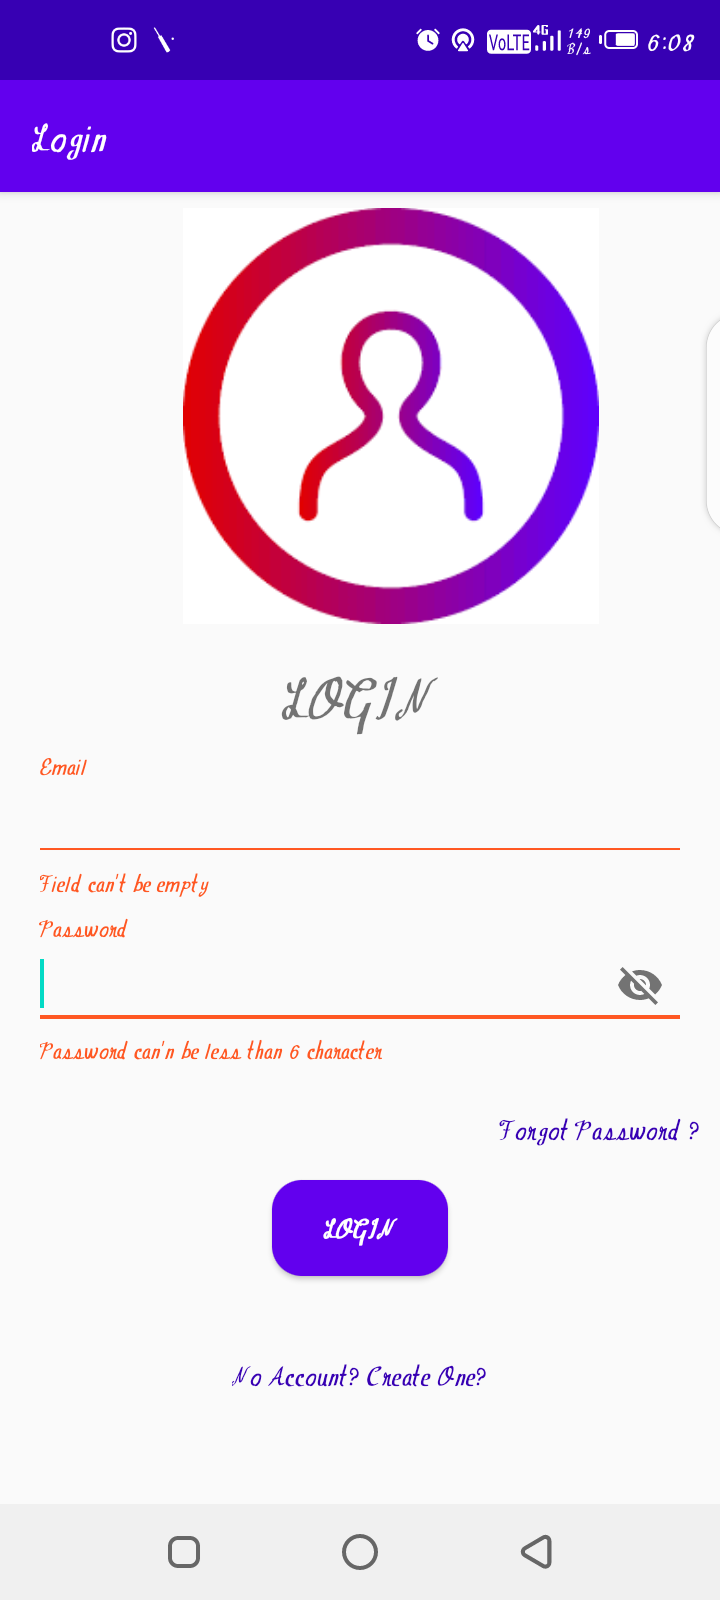 VoLTE 4G 149 B/s 6:08
Login
LOGIN
Email
Field can't be empty
Password
Password can'n be less than 6 character
Forgot Password ?
LOGIN
No Account? Create One?